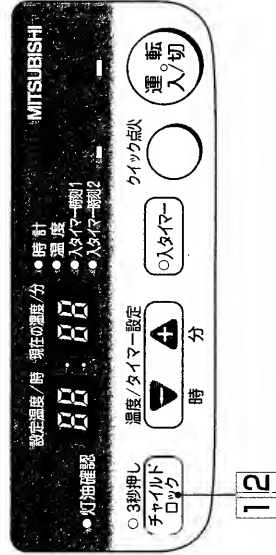 MITSUBISHI
設定温度/時 現在の温度/分
88:88
●時計
●温度
●入タイマー時刻1
●入タイマー時刻2
●灯油確認
○ 3秒押し
チャイルド
ロック
温度/タイマー設定
− +
時 分
○入タイマー
クイック点火
運転
入/切
1 2